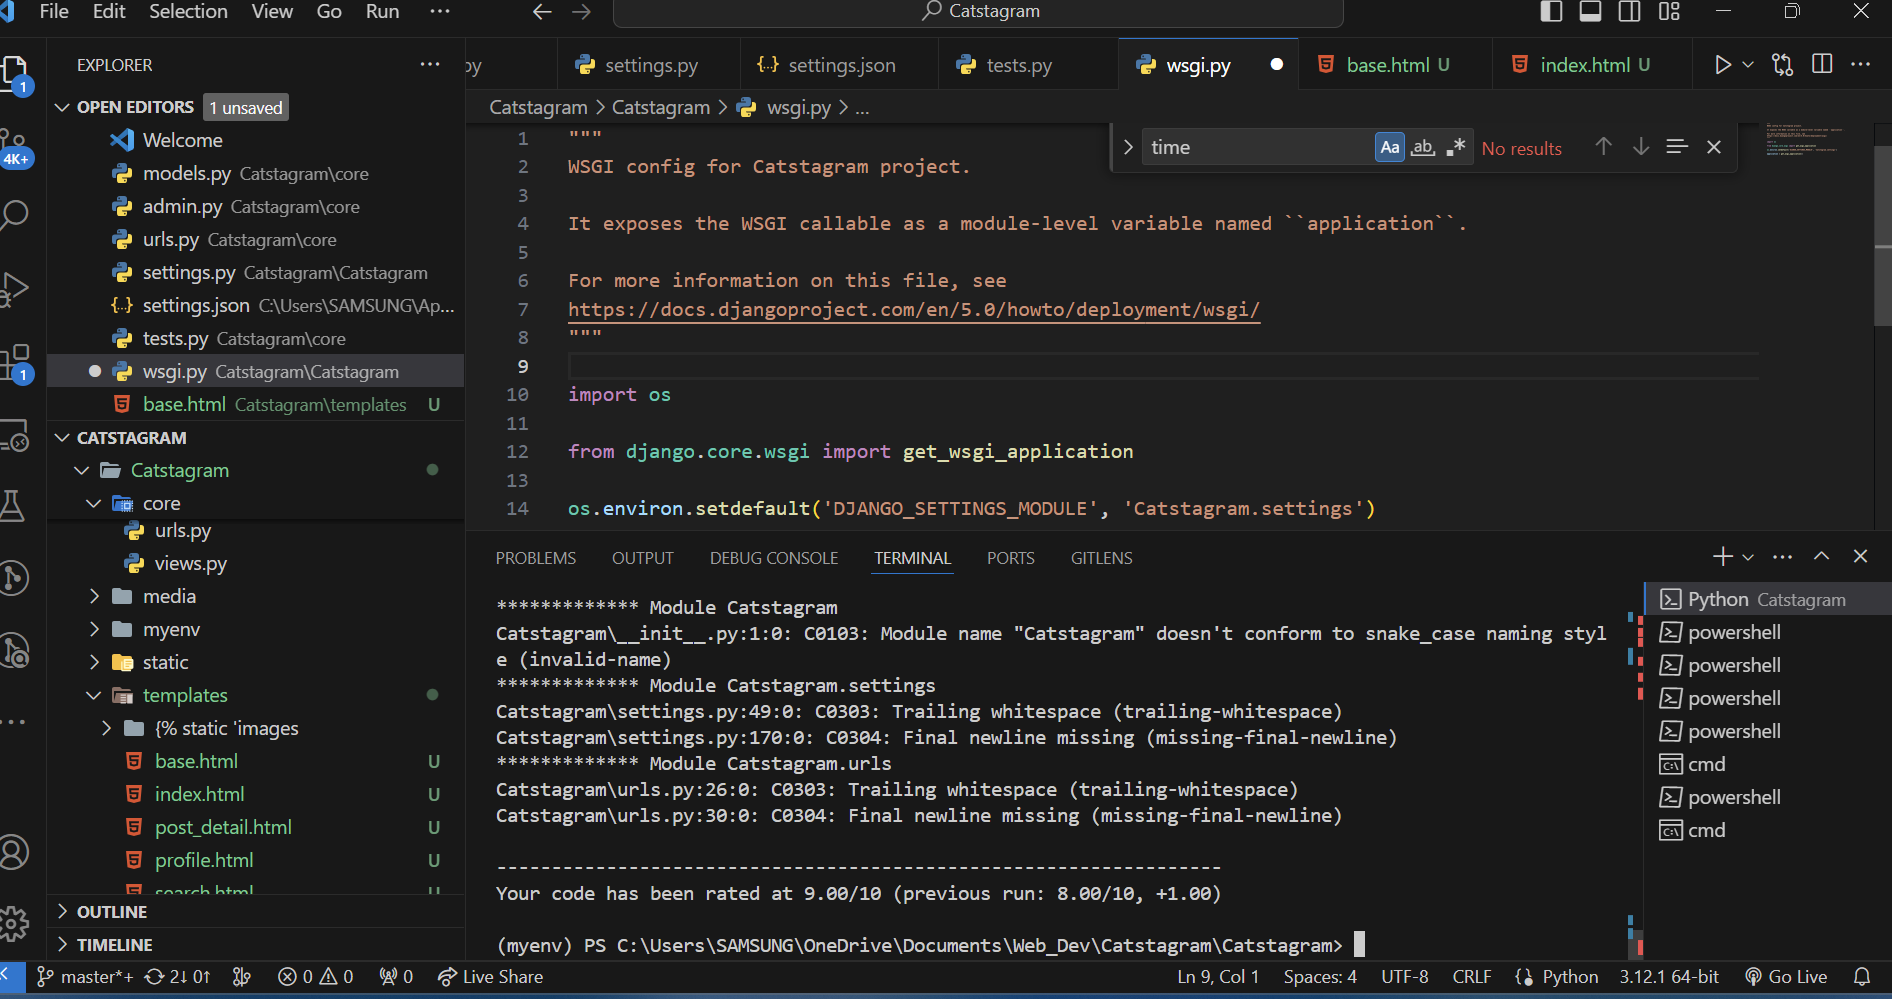 File Edit Selection View Go Run ···
Catstagram
EXPLORER
OPEN EDITORS 1 unsaved
Welcome
models.py Catstagram\core
admin.py Catstagram\core
urls.py Catstagram\core
settings.py Catstagram\Catstagram
settings.json C:\Users\SAMSUNG\Ap...
tests.py Catstagram\core
wsgi.py Catstagram\Catstagram
base.html Catstagram\templates U
CATSTAGRAM
Catstagram
core
urls.py
views.py
media
myenv
static
templates
{% static 'images
base.html U
index.html U
post_detail.html U
profile.html U
search.html U
OUTLINE
TIMELINE
1
4K+
1
py settings.py settings.json tests.py wsgi.py base.html U index.html U
Catstagram > Catstagram > wsgi.py > ...
time Aa ab .* No results
1 """
2 WSGI config for Catstagram project.
3
4 It exposes the WSGI callable as a module-level variable named ``application``.
5
6 For more information on this file, see
7 https://docs.djangoproject.com/en/5.0/howto/deployment/wsgi/
8 """
9
10 import os
11
12 from django.core.wsgi import get_wsgi_application
13
14 os.environ.setdefault('DJANGO_SETTINGS_MODULE', 'Catstagram.settings')
PROBLEMS OUTPUT DEBUG CONSOLE TERMINAL PORTS GITLENS
************* Module Catstagram
Catstagram\__init__.py:1:0: C0103: Module name "Catstagram" doesn't conform to snake_case naming styl
e (invalid-name)
************* Module Catstagram.settings
Catstagram\settings.py:49:0: C0303: Trailing whitespace (trailing-whitespace)
Catstagram\settings.py:170:0: C0304: Final newline missing (missing-final-newline)
************* Module Catstagram.urls
Catstagram\urls.py:26:0: C0303: Trailing whitespace (trailing-whitespace)
Catstagram\urls.py:30:0: C0304: Final newline missing (missing-final-newline)
------------------------------------------------------------------
Your code has been rated at 9.00/10 (previous run: 8.00/10, +1.00)
(myenv) PS C:\Users\SAMSUNG\OneDrive\Documents\Web_Dev\Catstagram\Catstagram>
Python Catstagram
powershell
powershell
powershell
powershell
cmd
powershell
cmd
master*+ 2↓ 0↑ 0 0 0 Live Share Ln 9, Col 1 Spaces: 4 UTF-8 CRLF Python 3.12.1 64-bit Go Live